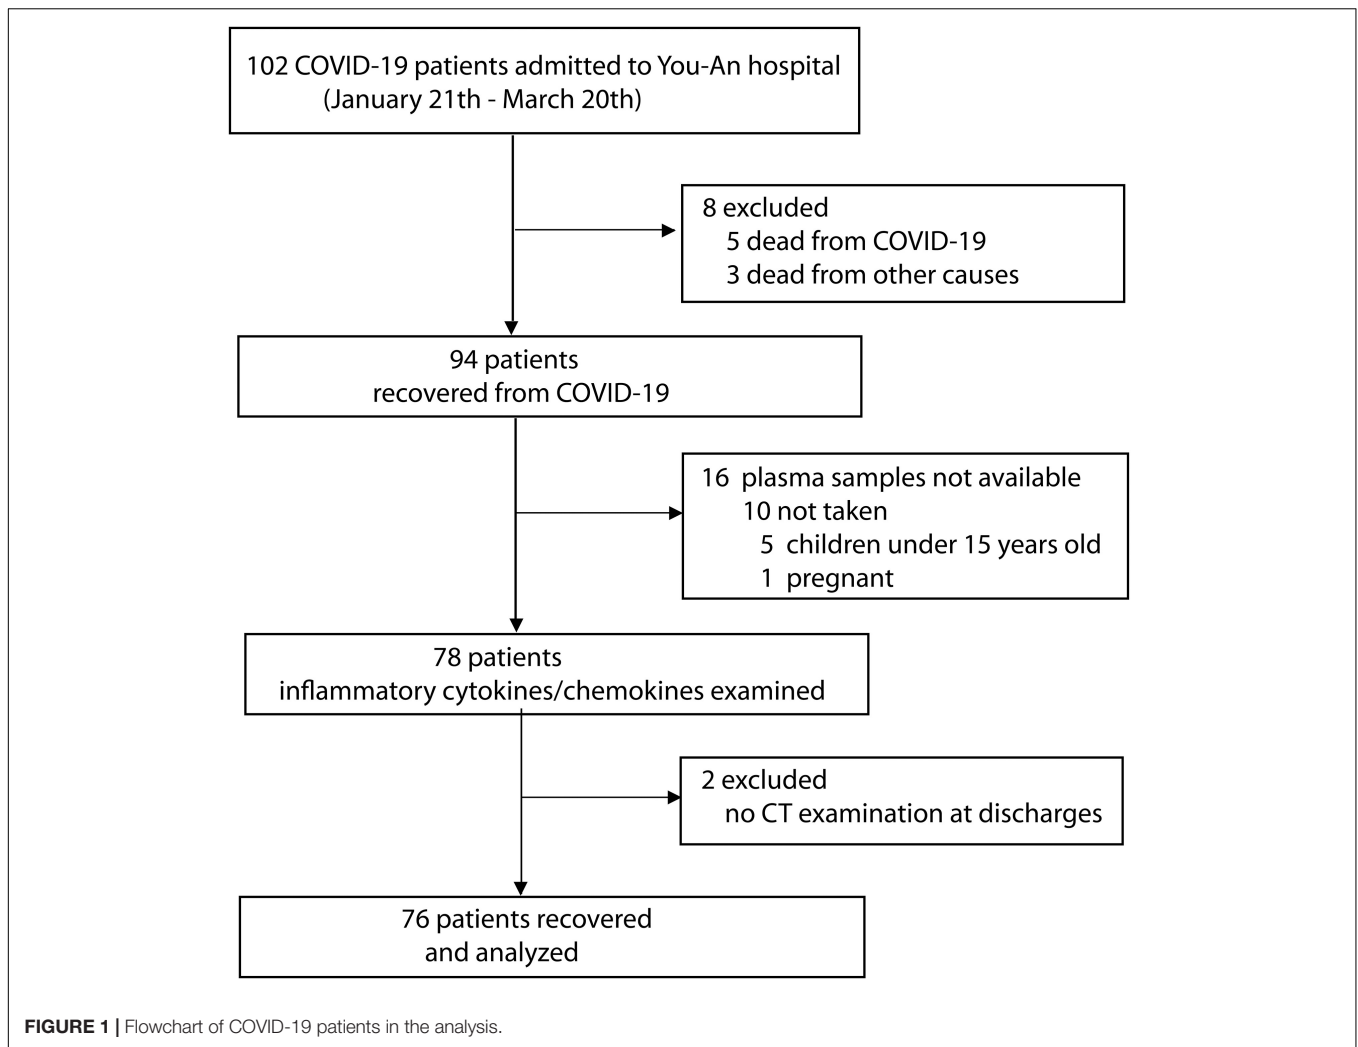 102 COVID-19 patients admitted to You-An hospital
(January 21th - March 20th)
8 excluded
5 dead from COVID-19
3 dead from other causes
94 patients
recovered from COVID-19
16 plasma samples not available
10 not taken
5 children under 15 years old
1 pregnant
78 patients
inflammatory cytokines/chemokines examined
2 excluded
no CT examination at discharges
76 patients recovered
and analyzed
FIGURE 1 | Flowchart of COVID-19 patients in the analysis.